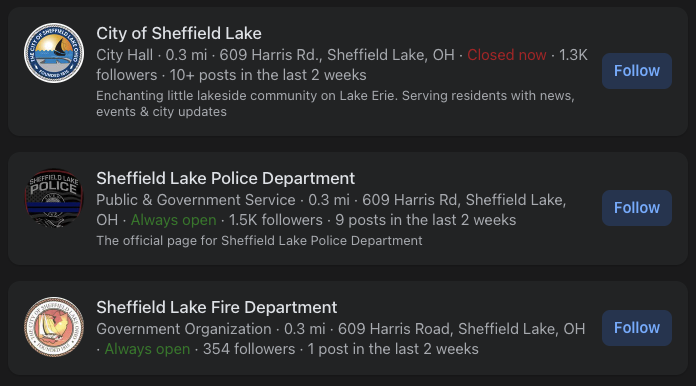 City of Sheffield Lake
City Hall · 0.3 mi · 609 Harris Rd., Sheffield Lake, OH · Closed now · 1.3K
followers · 10+ posts in the last 2 weeks
Enchanting little lakeside community on Lake Erie. Serving residents with news,
events & city updates
Follow
SHEFFIELD LAKE
POLICE
Sheffield Lake Police Department
Public & Government Service · 0.3 mi · 609 Harris Rd, Sheffield Lake,
OH · Always open · 1.5K followers · 9 posts in the last 2 weeks
The official page for Sheffield Lake Police Department
Follow
Sheffield Lake Fire Department
Government Organization · 0.3 mi · 609 Harris Road, Sheffield Lake, OH
· Always open · 354 followers · 1 post in the last 2 weeks
Follow